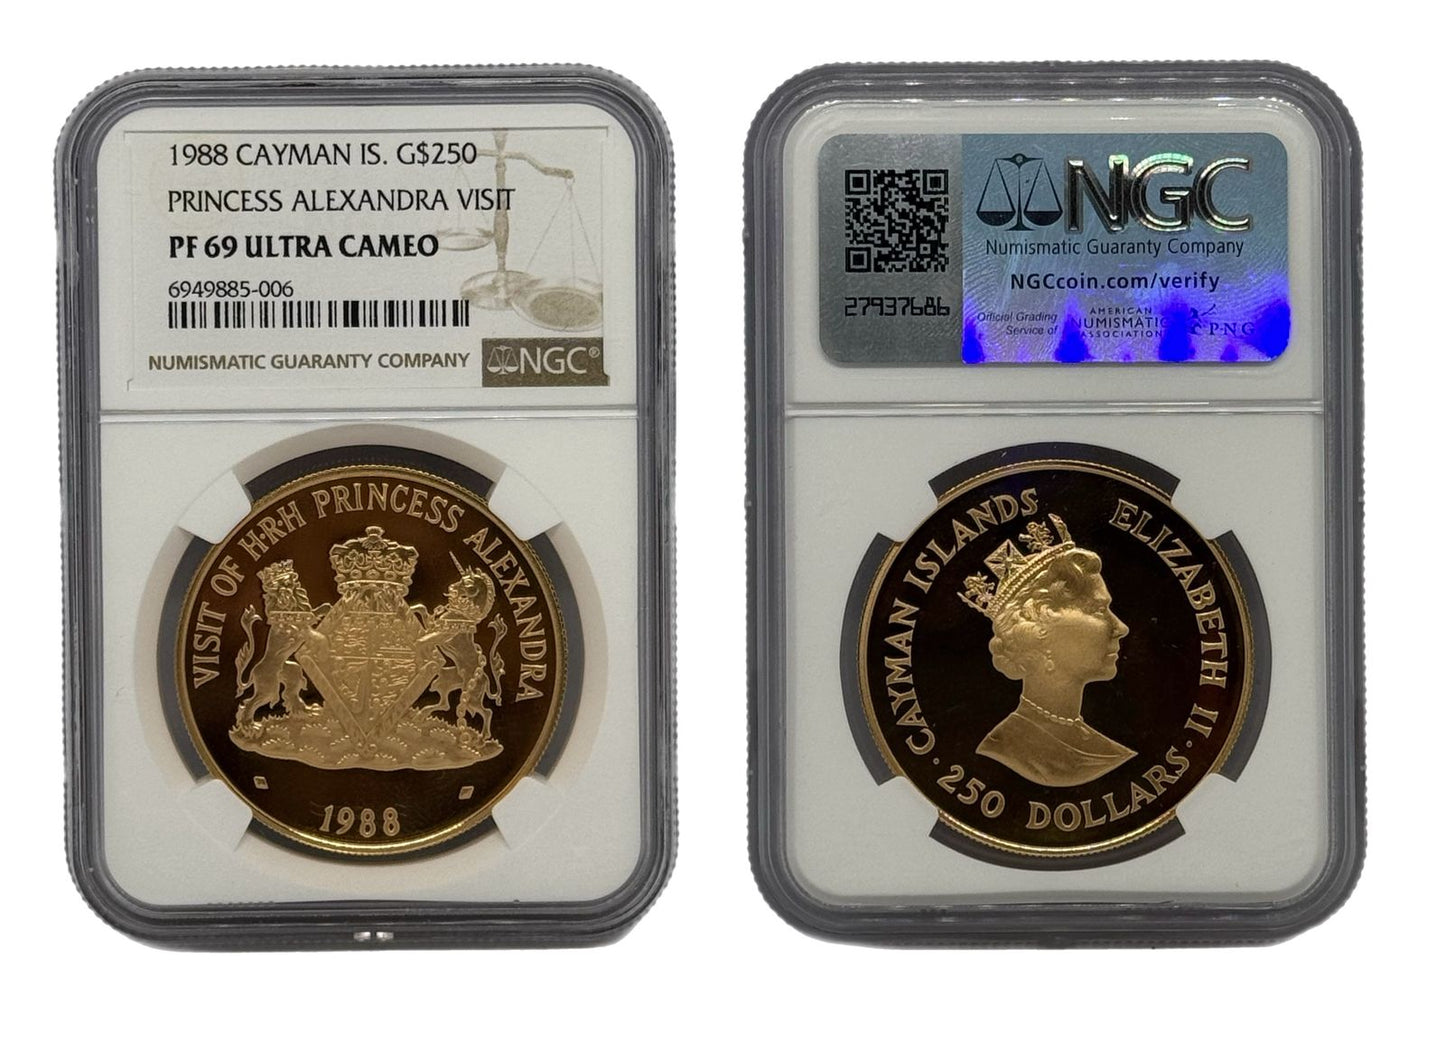 1988 CAYMAN IS. G$250
PRINCESS ALEXANDRA VISIT
PF 69 ULTRA CAMEO
6949885-006
NUMISMATIC GUARANTY COMPANY
NGC®
VISIT OF H·R·H PRINCESS ALEXANDRA
1988
NGC
Numismatic Guaranty Company
NGCcoin.com/verify
27937686
Official Grading
Service of
AMERICAN
NUMISMATIC
ASSOCIATION
PNG
CAYMAN ISLANDS
ELIZABETH II
· 250 DOLLARS ·